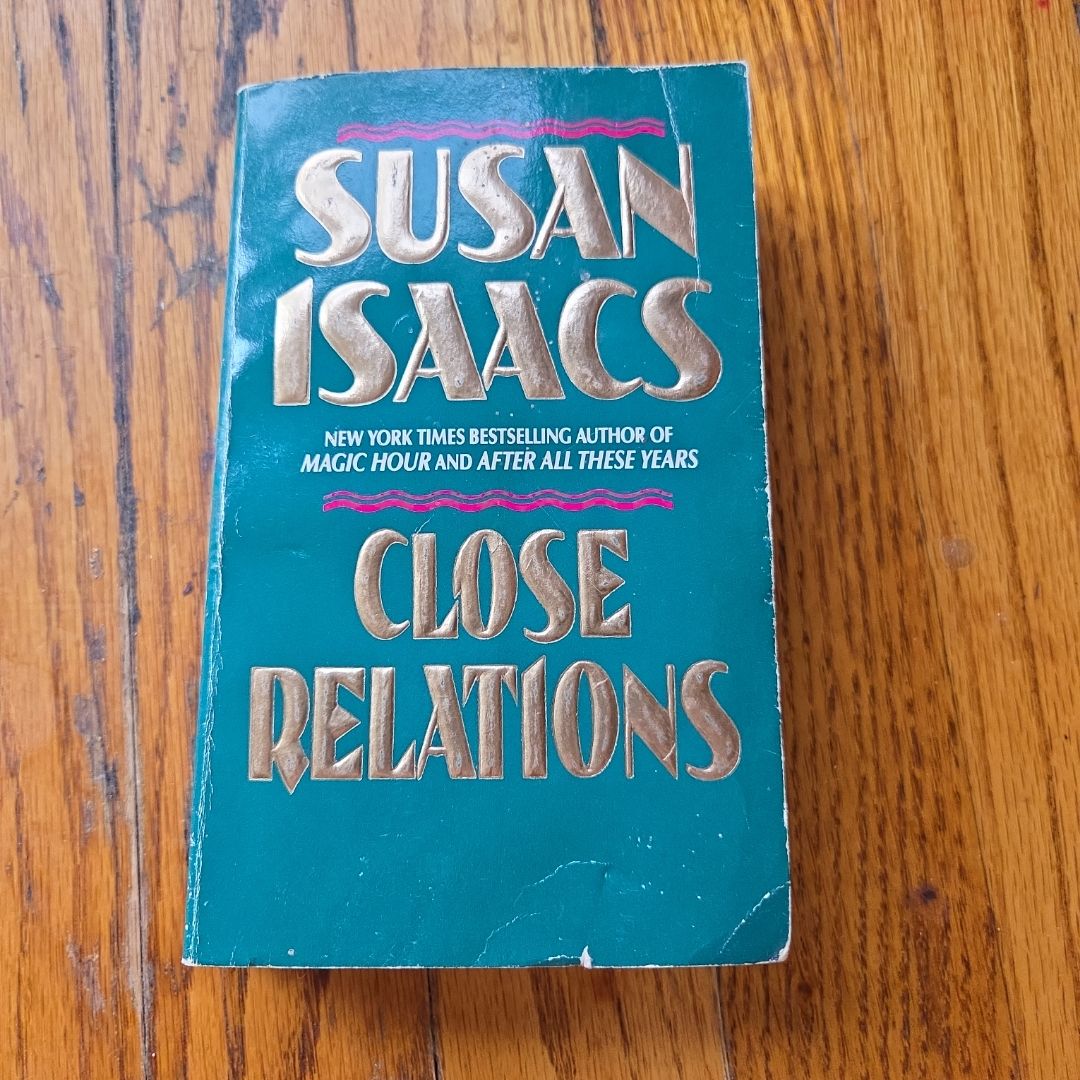 SUSAN
ISAACS
NEW YORK TIMES BESTSELLING AUTHOR OF
MAGIC HOUR AND AFTER ALL THESE YEARS
CLOSE
RELATIONS